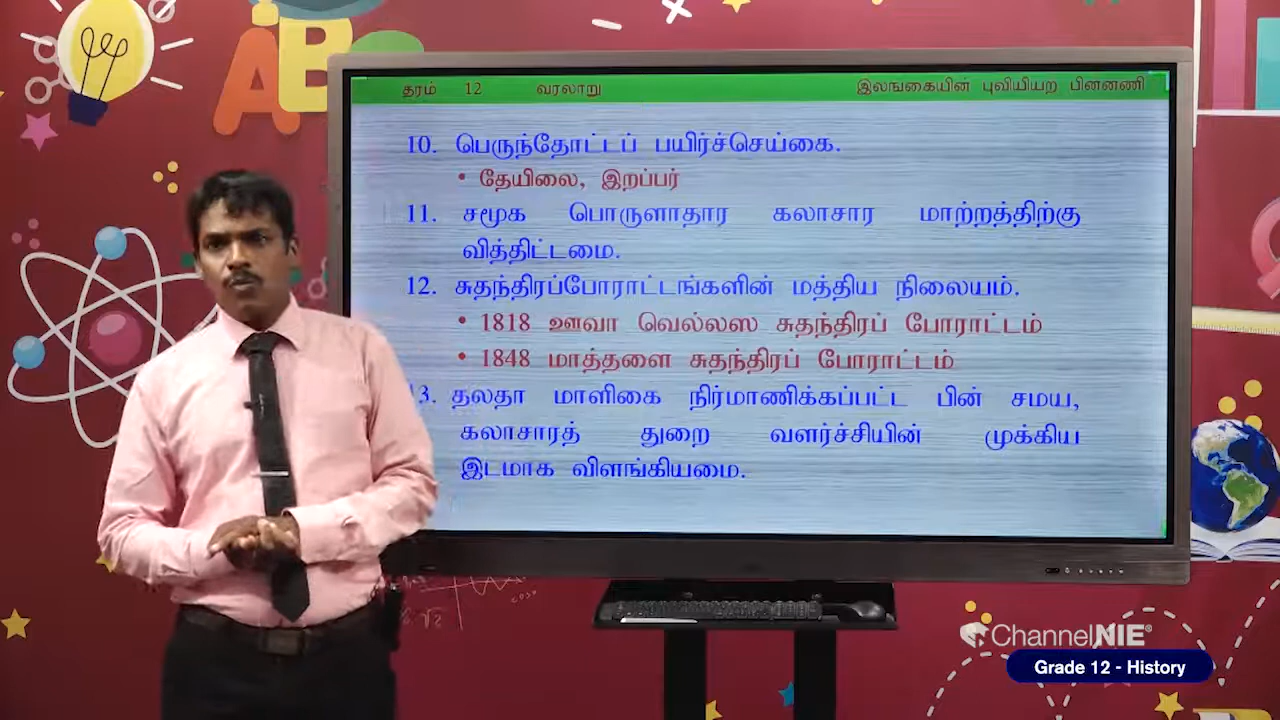 தரம் 12 வரலாறு இலங்கையின் புவியியற் பின்னணி
10. பெருந்தோட்டப் பயிர்ச்செய்கை.
• தேயிலை, இறப்பர்
11. சமூக பொருளாதார கலாசார மாற்றத்திற்கு
வித்திட்டமை.
12. சுதந்திரப்போராட்டங்களின் மத்திய நிலையம்.
• 1818 ஊவா வெல்லஸ சுதந்திரப் போராட்டம்
• 1848 மாத்தளை சுதந்திரப் போராட்டம்
13. தலதா மாளிகை நிர்மாணிக்கப்பட்ட பின் சமய,
கலாசாரத் துறை வளர்ச்சியின் முக்கிய
இடமாக விளங்கியமை.
ChannelNIE®
Grade 12 - History